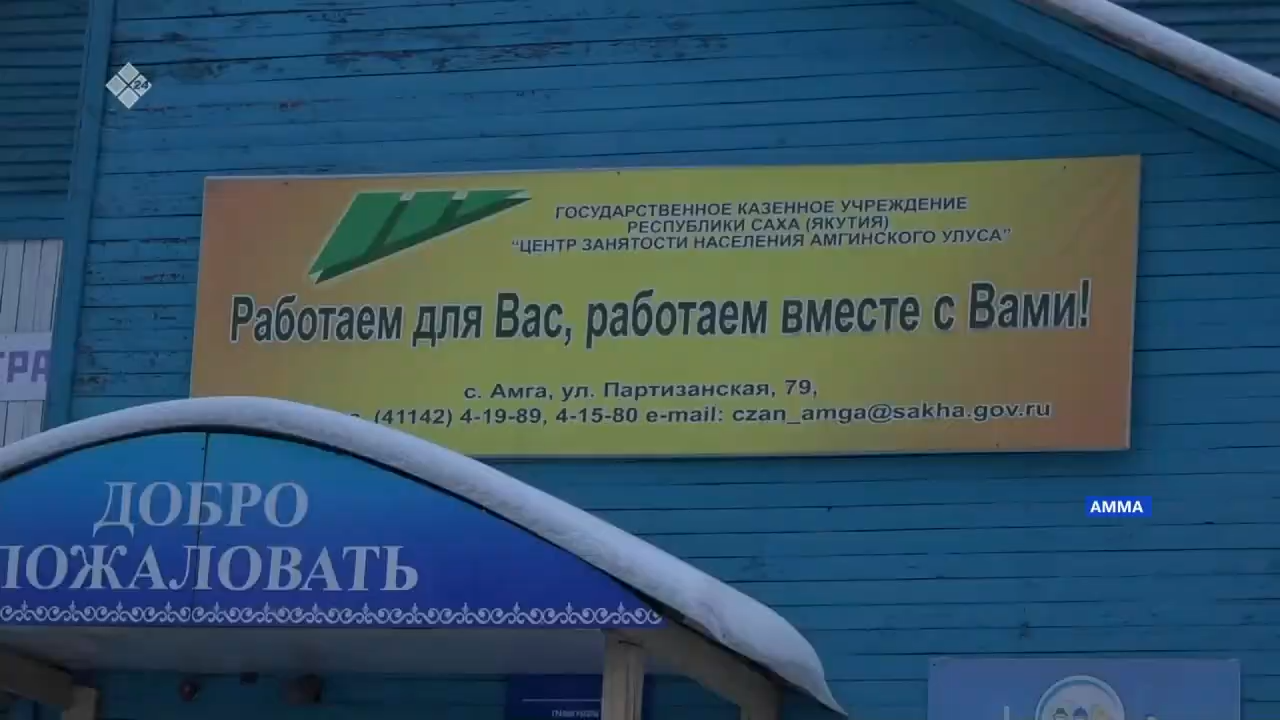 Х24
ГОСУДАРСТВЕННОЕ КАЗЕННОЕ УЧРЕЖДЕНИЕ
РЕСПУБЛИКИ САХА (ЯКУТИЯ)
"ЦЕНТР ЗАНЯТОСТИ НАСЕЛЕНИЯ АМГИНСКОГО УЛУСА"
Работаем для Вас, работаем вместе с Вами!
с. Амга, ул. Партизанская, 79,
(41142) 4-19-89, 4-15-80 e-mail: czan_amga@sakha.gov.ru
АММА
ДОБРО
ПОЖАЛОВАТЬ